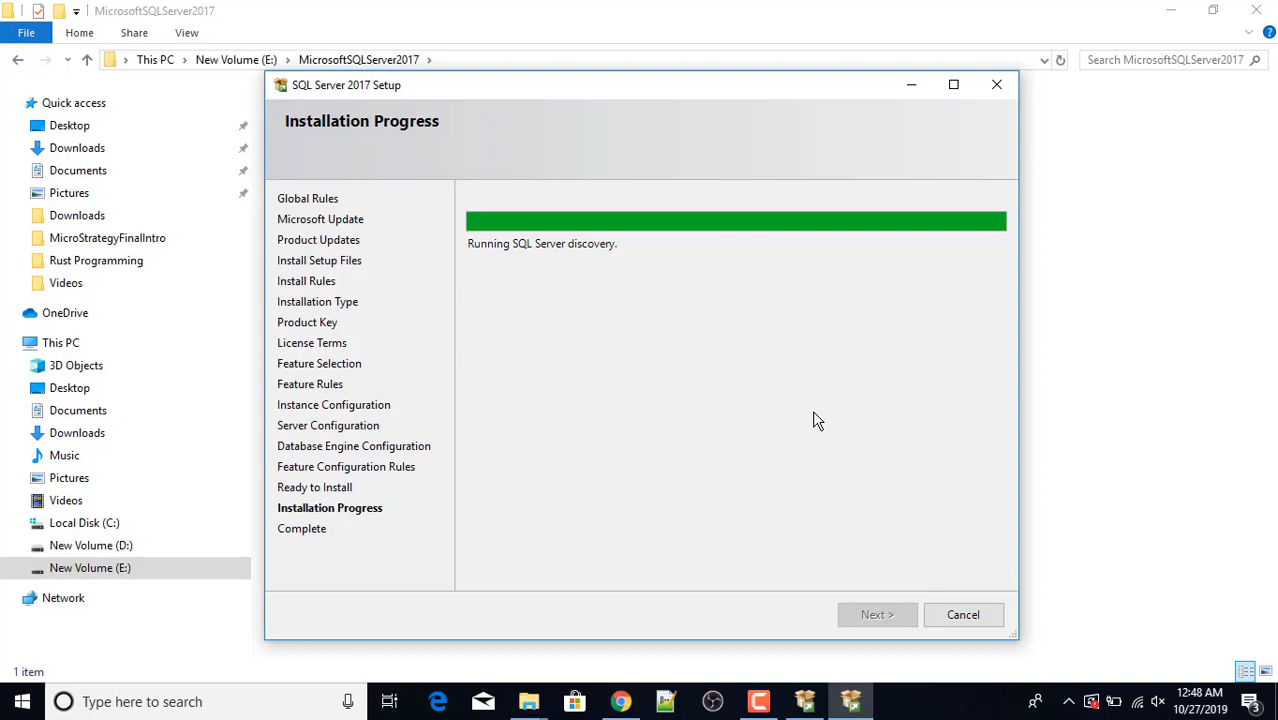 MicrosoftSQLServer2017
File
Home
Share
View
This PC
New Volume (E:)
MicrosoftSQLServer2017
Search MicrosoftSQLServer2017
Quick access
Desktop
Downloads
Documents
Pictures
Downloads
MicroStrategyFinalIntro
Rust Programming
Videos
OneDrive
This PC
3D Objects
Desktop
Documents
Downloads
Music
Pictures
Videos
Local Disk (C:)
New Volume (D:)
New Volume (E:)
Network
1 item
SQL Server 2017 Setup
Installation Progress
Global Rules
Microsoft Update
Product Updates
Install Setup Files
Install Rules
Installation Type
Product Key
License Terms
Feature Selection
Feature Rules
Instance Configuration
Server Configuration
Database Engine Configuration
Feature Configuration Rules
Ready to Install
Installation Progress
Complete
Running SQL Server discovery.
Next >
Cancel
Type here to search
12:48 AM
10/27/2019
3